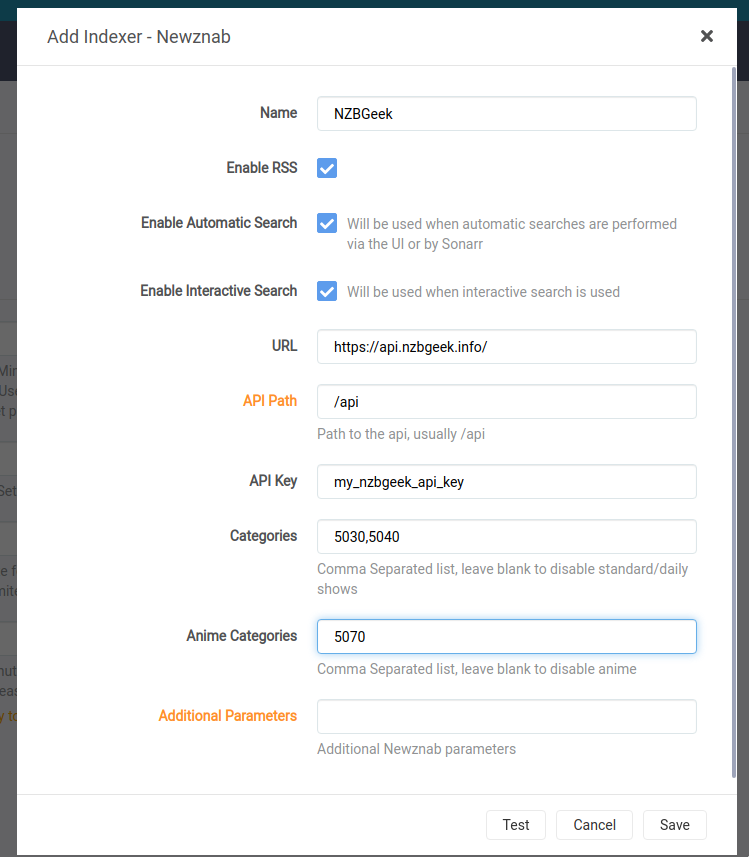 Add Indexer - Newznab
Name
NZBGeek
Enable RSS
Enable Automatic Search
Will be used when automatic searches are performed
via the UI or by Sonarr
Enable Interactive Search
Will be used when interactive search is used
URL
https://api.nzbgeek.info/
API Path
/api
Path to the api, usually /api
API Key
my_nzbgeek_api_key
Categories
5030,5040
Comma Separated list, leave blank to disable standard/daily
shows
Anime Categories
5070
Comma Separated list, leave blank to disable anime
Additional Parameters
Additional Newznab parameters
Test
Cancel
Save